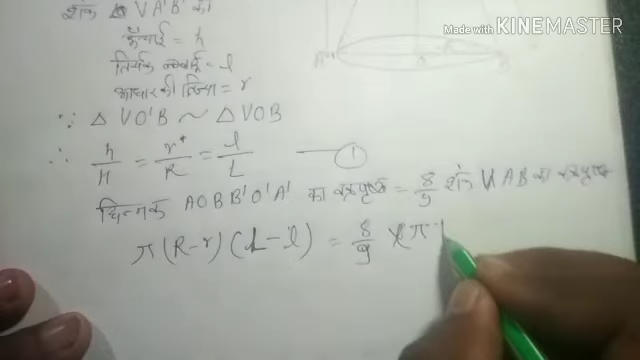 शंकु △ VA'B' की
ऊँचाई = h
तिर्यक लम्बाई = l
आधार की त्रिज्या = r
∵ △ VO'B ~ △ VOB
∴ h/H = r/R = l/L —— ①
छिन्नक AOBB'O'A' का वक्रपृष्ठ = 8/9 शंकु VAB का वक्रपृष्ठ
π(R-r)(L-l) = 8/9 π
Made with KINEMASTER